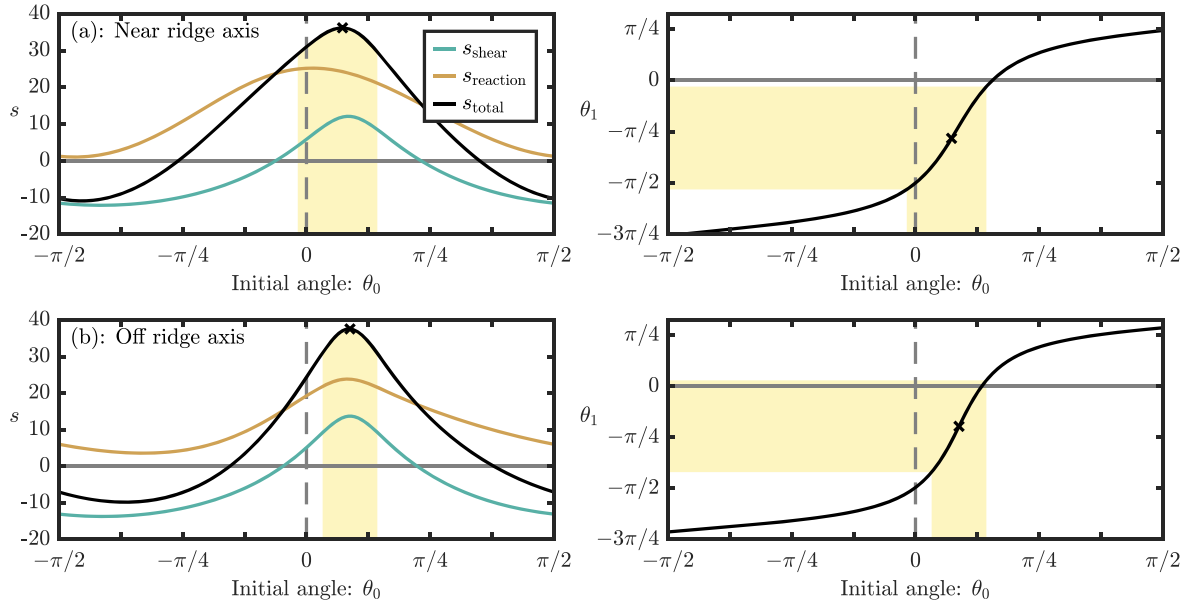 (a): Near ridge axis
s
40
30
20
10
0
-10
-20
s_shear
s_reaction
s_total
−π/2
−π/4
0
π/4
π/2
Initial angle: θ₀
θ₁
π/4
0
−π/4
−π/2
−3π/4
−π/2
−π/4
0
π/4
π/2
Initial angle: θ₀
(b): Off ridge axis
s
40
30
20
10
0
-10
-20
−π/2
−π/4
0
π/4
π/2
Initial angle: θ₀
θ₁
π/4
0
−π/4
−π/2
−3π/4
−π/2
−π/4
0
π/4
π/2
Initial angle: θ₀